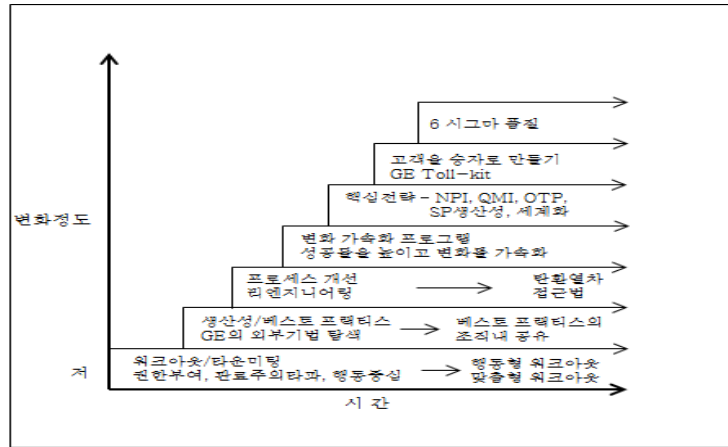 6 시그마 품질
고객을 승자로 만들기
GE Toll-kit
핵심전략 - NPI, QMI, OTP,
SP생산성, 세계화
변화정도
변화 가속화 프로그램
성공률을 높이고 변화를 가속화
프로세스 개선
리엔지니어링
탄환열차
접근법
생산성/베스트 프랙티스
GE의 외부기법 탐색
베스트 프랙티스의
조직내 공유
저
워크아웃/타운미팅
권한부여, 관료주의타파, 행동중심
행동형 워크아웃
맞춤형 워크아웃
시 간